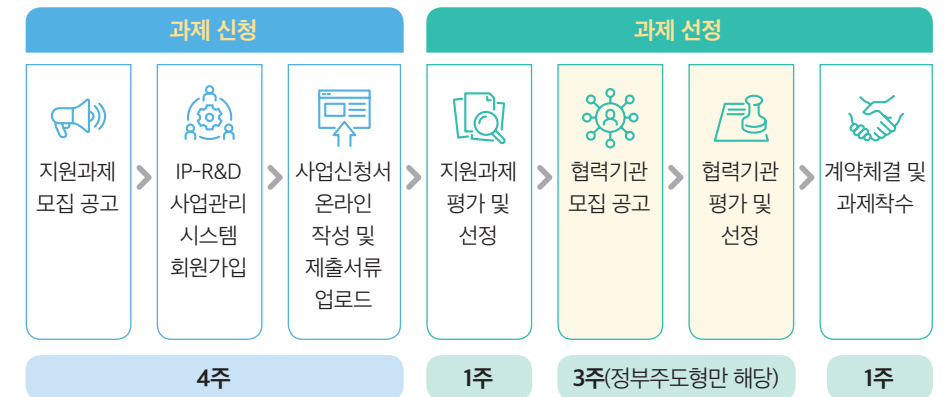 과제 신청
과제 선정
지원과제
모집 공고
IP-R&D
사업관리
시스템
회원가입
사업신청서
온라인
작성 및
제출서류
업로드
지원과제
평가 및
선정
협력기관
모집 공고
협력기관
평가 및
선정
계약체결 및
과제착수
4주
1주
3주(정부주도형만 해당)
1주